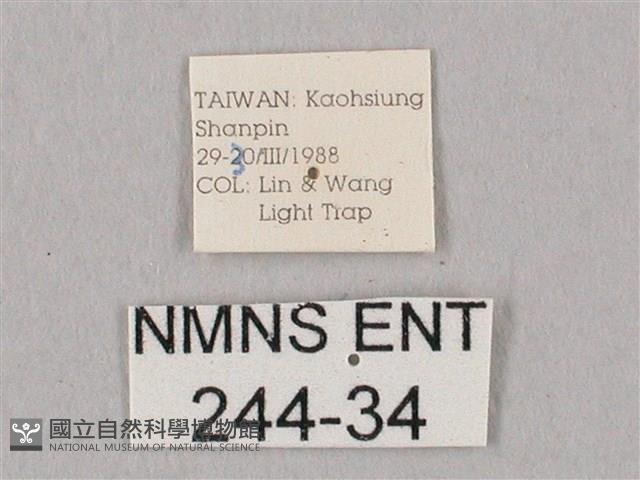 TAIWAN: Kaohsiung
Shanpin
29-30/III/1988
COL: Lin & Wang
Light Trap
NMNS ENT
244-34
國立自然科學博物館
NATIONAL MUSEUM OF NATURAL SCIENCE